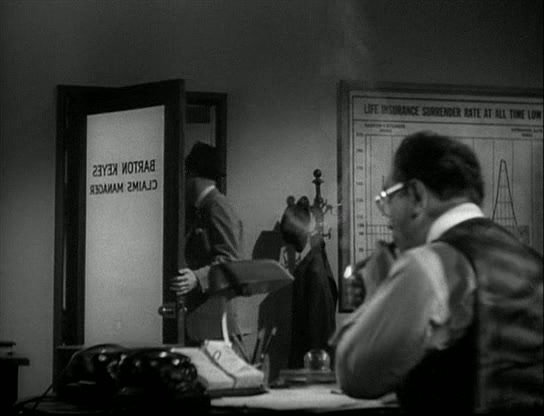 BARTON KEYES
CLAIMS MANAGER
LIFE INSURANCE SURRENDER RATE AT ALL TIME LOW